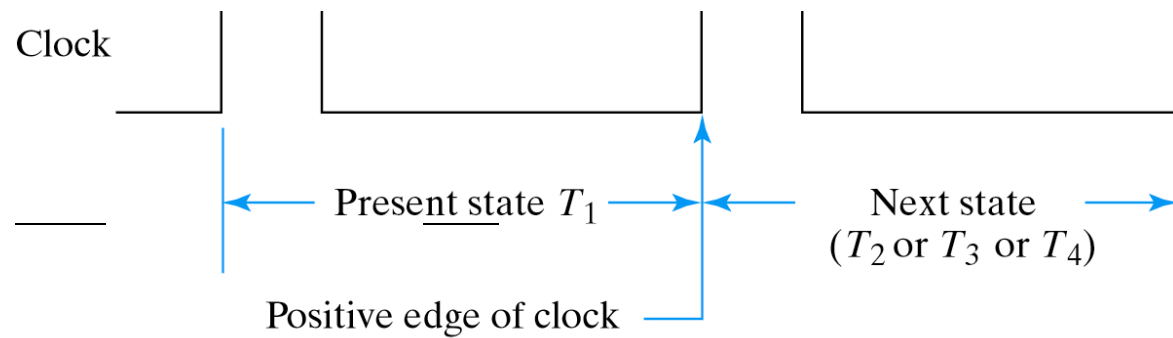 Clock
Present state T₁
Next state
(T₂ or T₃ or T₄)
Positive edge of clock